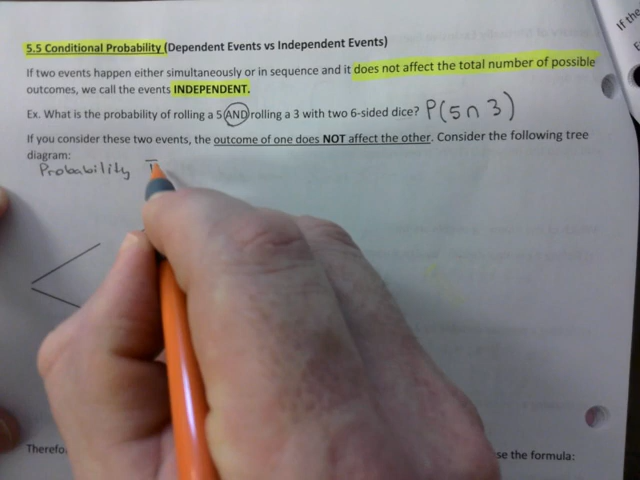 5.5 Conditional Probability (Dependent Events vs Independent Events)
If two events happen either simultaneously or in sequence and it does not affect the total number of possible
outcomes, we call the events INDEPENDENT.
Ex. What is the probability of rolling a 5 AND rolling a 3 with two 6-sided dice? P(5 ∩ 3)
If you consider these two events, the outcome of one does NOT affect the other. Consider the following tree
diagram:
Probability
se the formula:
If the